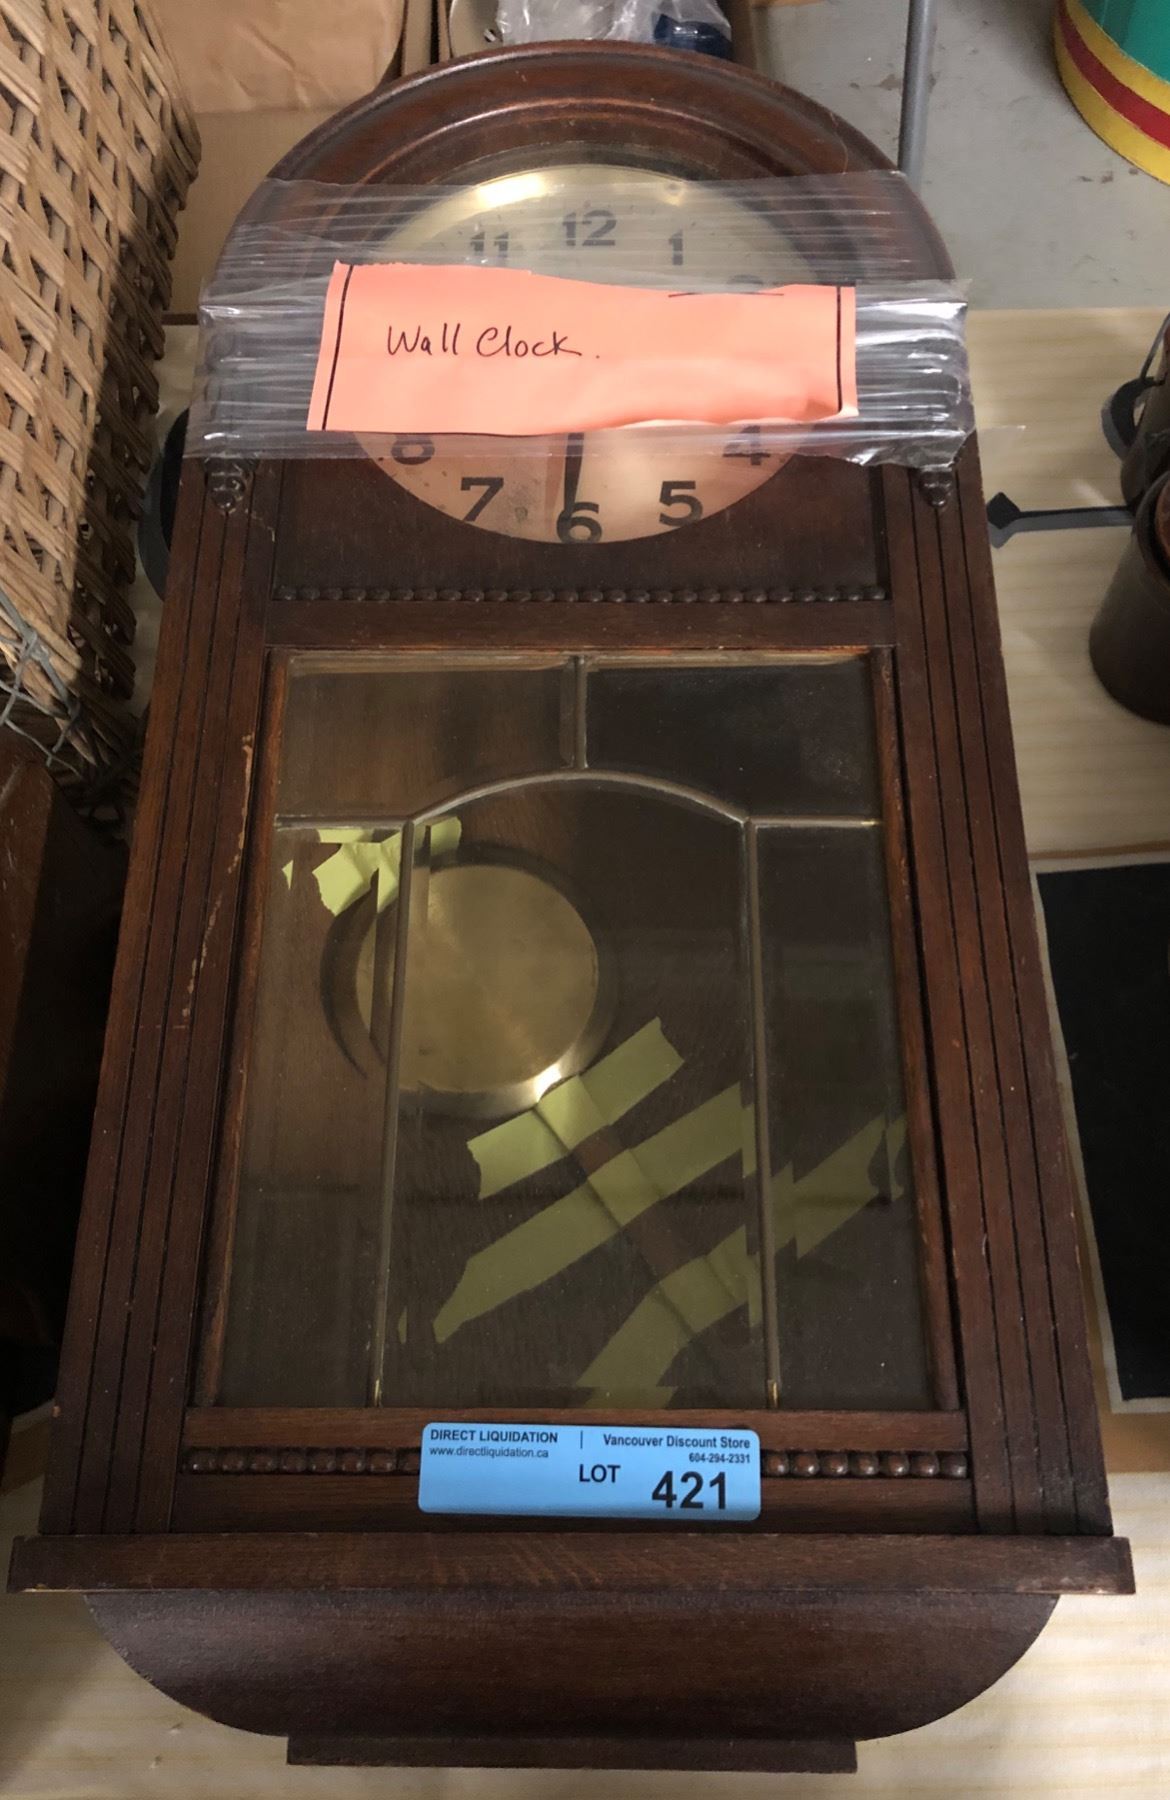 11 12 1
Wall Clock.
8 4
7 5
6
DIRECT LIQUIDATION | Vancouver Discount Store
www.directliquidation.ca 604-294-2331
LOT 421